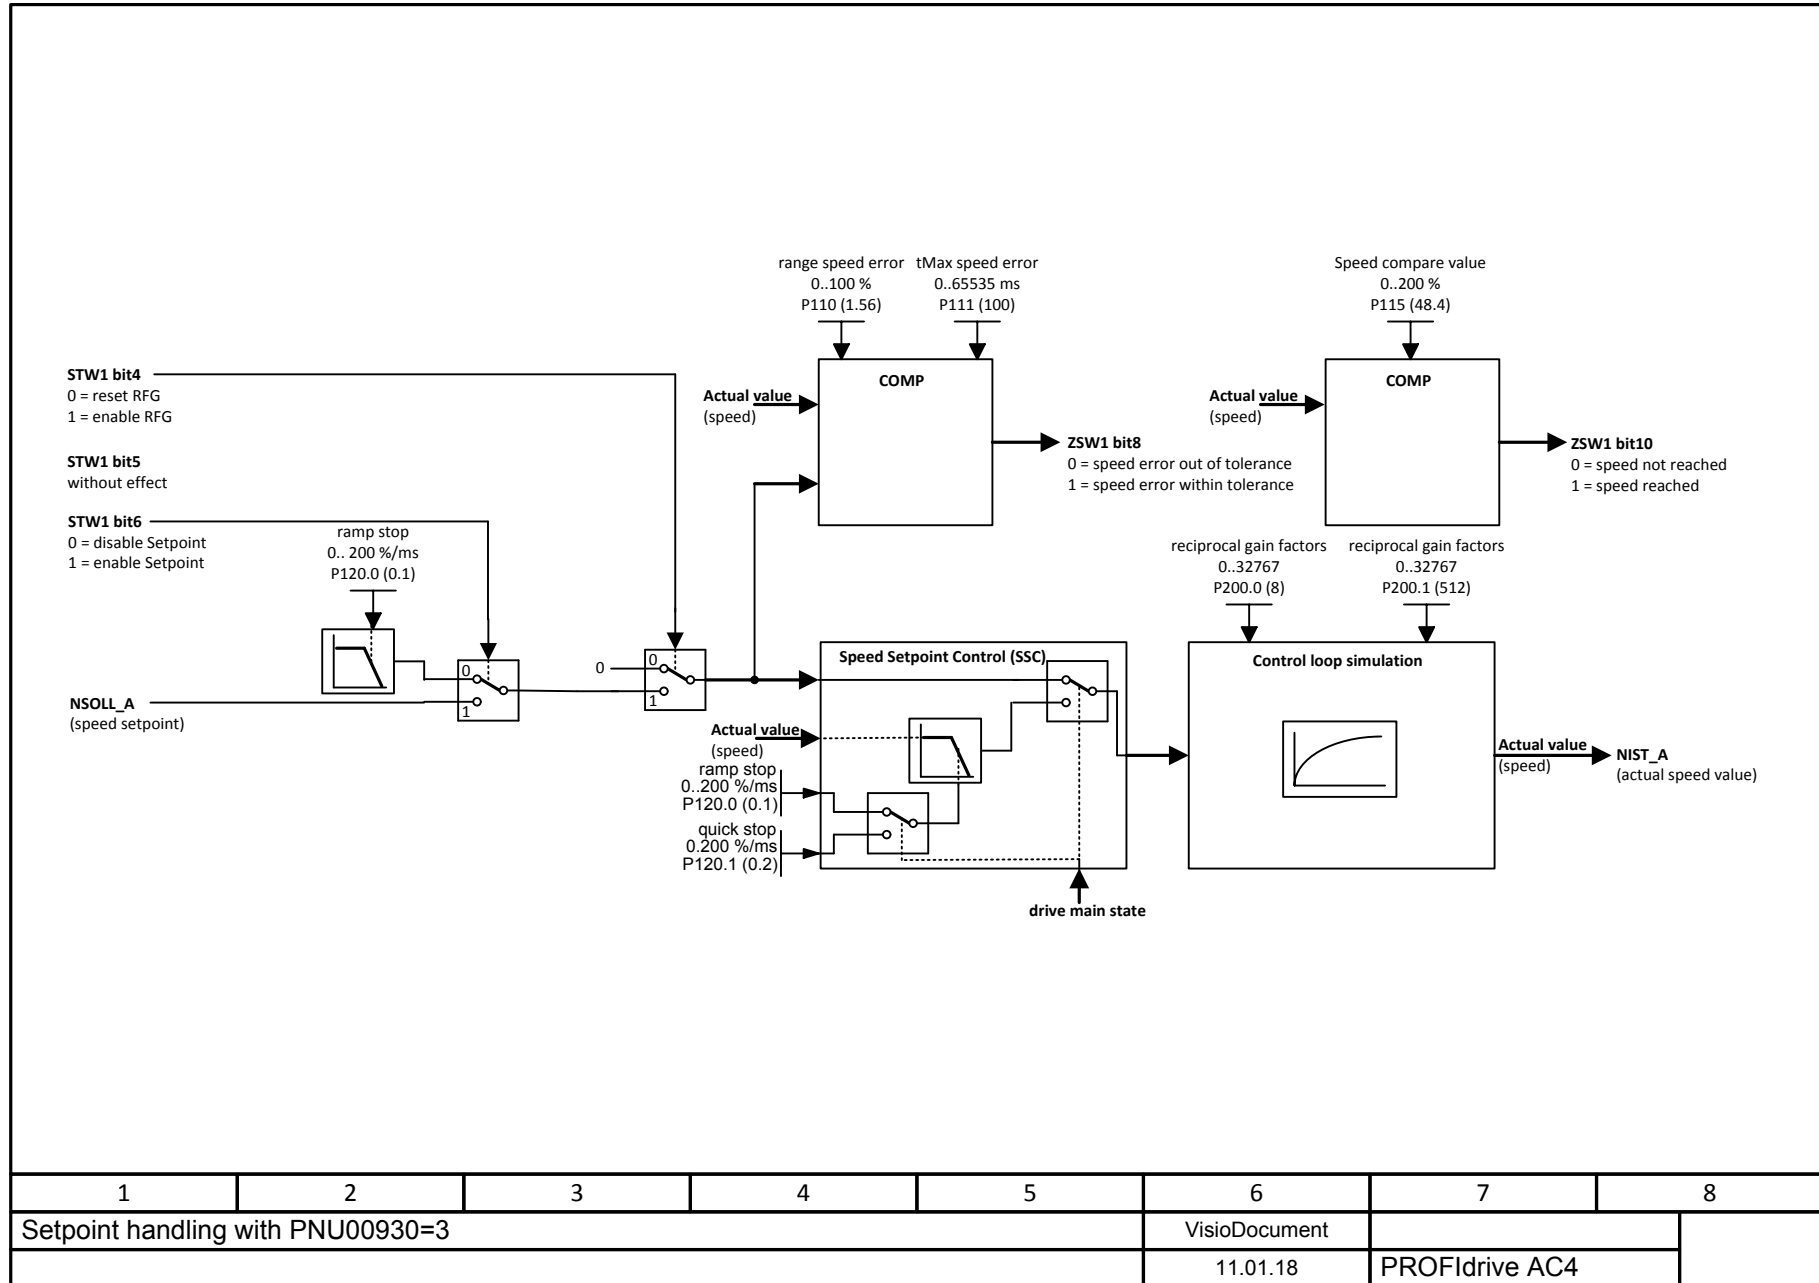 range speed error
0..100 %
P110 (1.56)
tMax speed error
0..65535 ms
P111 (100)
Speed compare value
0..200 %
P115 (48.4)
STW1 bit4
0 = reset RFG
1 = enable RFG
STW1 bit5
without effect
STW1 bit6
0 = disable Setpoint
1 = enable Setpoint
ramp stop
0.. 200 %/ms
P120.0 (0.1)
NSOLL_A
(speed setpoint)
0
1
0
0
1
COMP
Actual value
(speed)
ZSW1 bit8
0 = speed error out of tolerance
1 = speed error within tolerance
COMP
Actual value
(speed)
ZSW1 bit10
0 = speed not reached
1 = speed reached
Speed Setpoint Control (SSC)
Actual value
(speed)
ramp stop
0..200 %/ms
P120.0 (0.1)
quick stop
0.200 %/ms
P120.1 (0.2)
drive main state
reciprocal gain factors
0..32767
P200.0 (8)
reciprocal gain factors
0..32767
P200.1 (512)
Control loop simulation
Actual value
(speed)
NIST_A
(actual speed value)
1 2 3 4 5 6 7 8
Setpoint handling with PNU00930=3
VisioDocument
11.01.18
PROFIdrive AC4